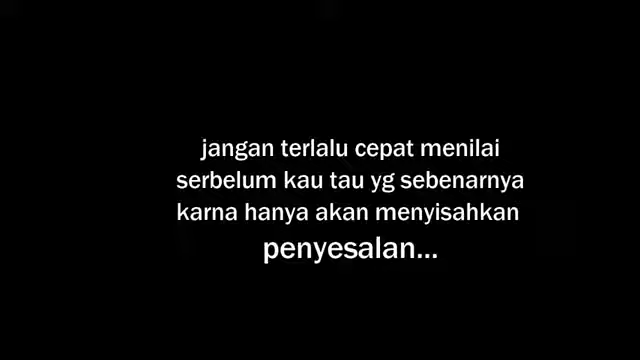 jangan terlalu cepat menilai
serbelum kau tau yg sebenarnya
karna hanya akan menyisahkan
penyesalan...